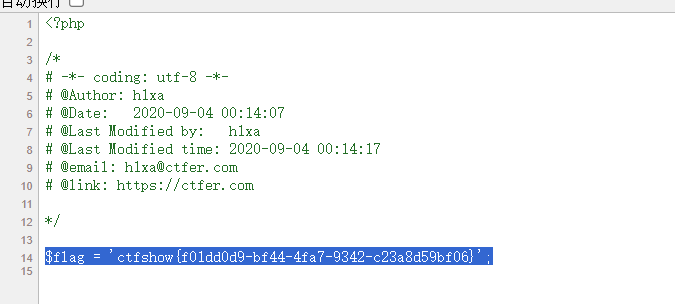 自动换行
1 <?php
2
3 /*
4 # -*- coding: utf-8 -*-
5 # @Author: h1xa
6 # @Date:   2020-09-04 00:14:07
7 # @Last Modified by:   h1xa
8 # @Last Modified time: 2020-09-04 00:14:17
9 # @email: h1xa@ctfer.com
10 # @link: https://ctfer.com
11
12 */
13
14 $flag = 'ctfshow{f01dd0d9-bf44-4fa7-9342-c23a8d59bf06}';
15